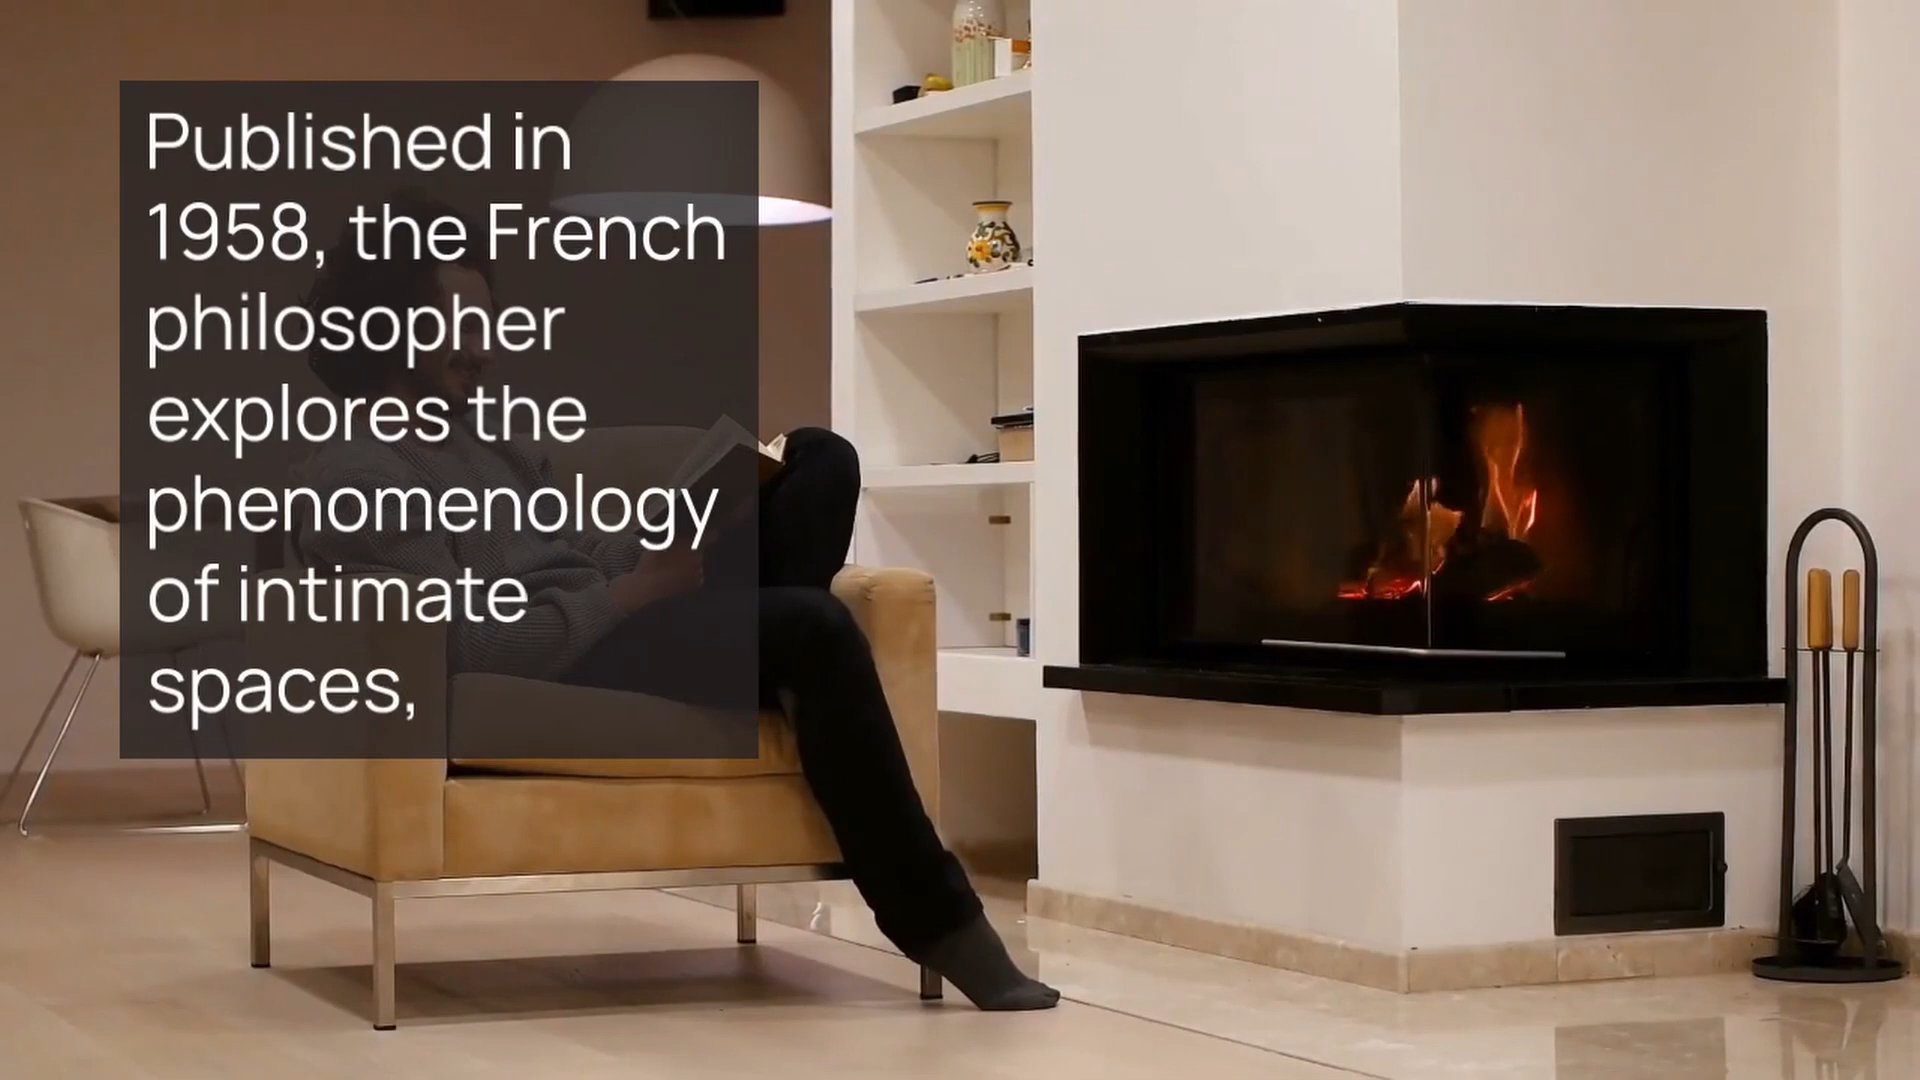 Published in
1958, the French
philosopher
explores the
phenomenology
of intimate
spaces,